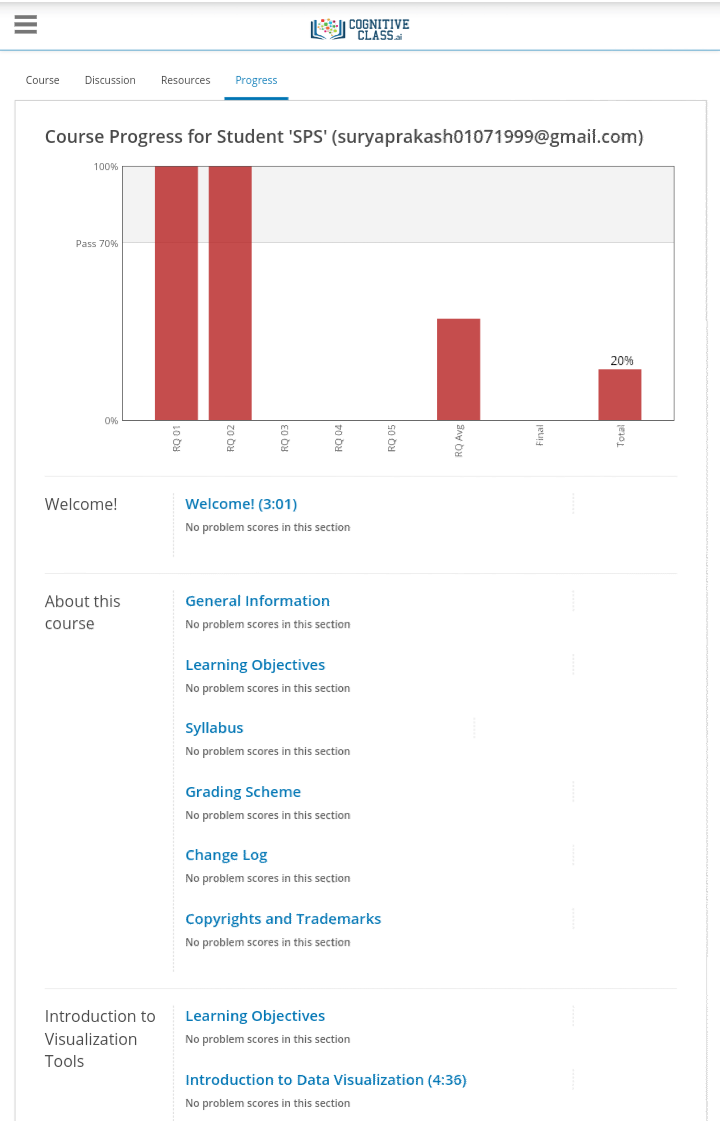 COGNITIVE
CLASS.ai
Course Discussion Resources Progress
Course Progress for Student 'SPS' (suryaprakash01071999@gmail.com)
100%
Pass 70%
20%
0%
RQ 01 RQ 02 RQ 03 RQ 04 RQ 05 RQ Avg Final Total
Welcome!
Welcome! (3:01)
No problem scores in this section
About this
course
General Information
No problem scores in this section
Learning Objectives
No problem scores in this section
Syllabus
No problem scores in this section
Grading Scheme
No problem scores in this section
Change Log
No problem scores in this section
Copyrights and Trademarks
No problem scores in this section
Introduction to
Visualization
Tools
Learning Objectives
No problem scores in this section
Introduction to Data Visualization (4:36)
No problem scores in this section